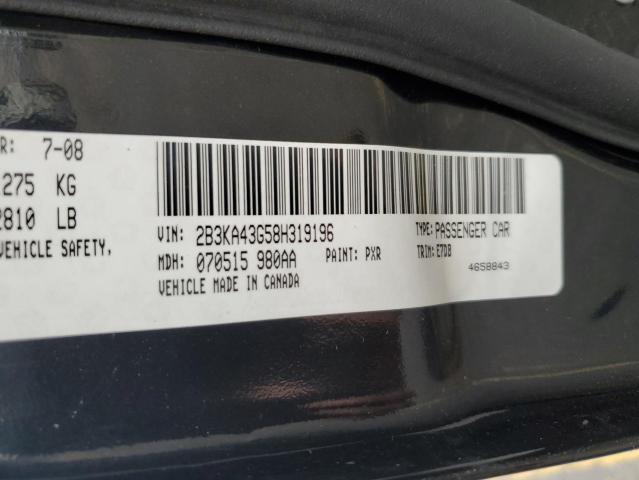 R: 7-08
275 KG
2810 LB
VEHICLE SAFETY,
VIN: 2B3KA43G58H319196 TYPE: PASSENGER CAR
MDH: 070515 980AA PAINT: PXR TRIM: E7DB
VEHICLE MADE IN CANADA 4658843